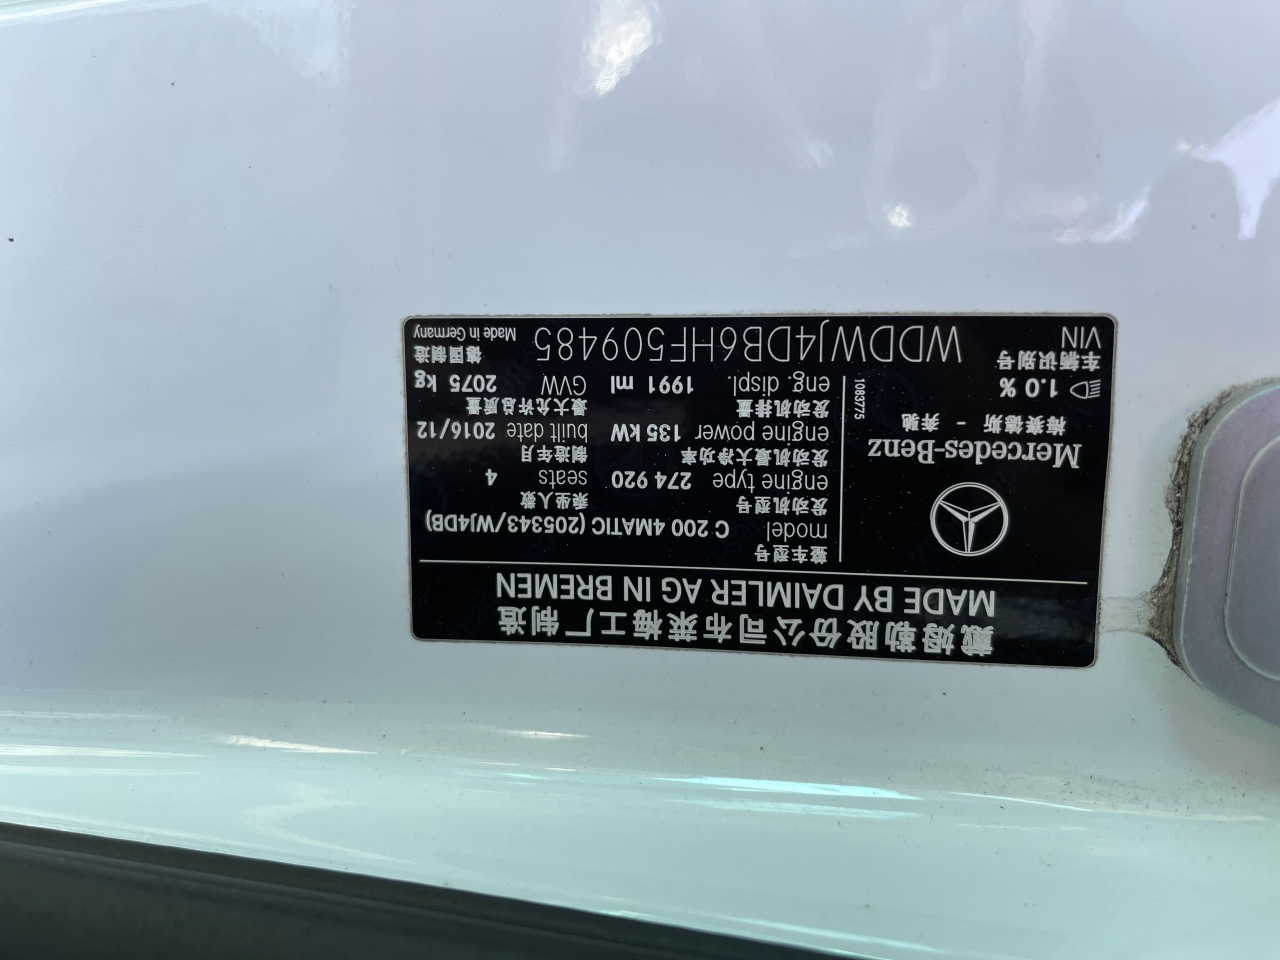 戴姆勒股份公司布莱梅工厂制造
MADE BY DAIMLER AG IN BREMEN
Mercedes-Benz
梅赛德斯 - 奔驰
1.0 %
1083775
整车型号
model C 200 4MATIC (205343/WJ4DB)
发动机型号 乘坐人数
engine type 274 920 seats 4
发动机最大净功率 制造年月
engine power 135 kW built date 2016/12
发动机排量 最大允许总质量
eng. displ. 1991 ml GVW 2075 kg
车辆识别号 德国制造
VIN WDDWJ4DB6HF509485 Made in Germany